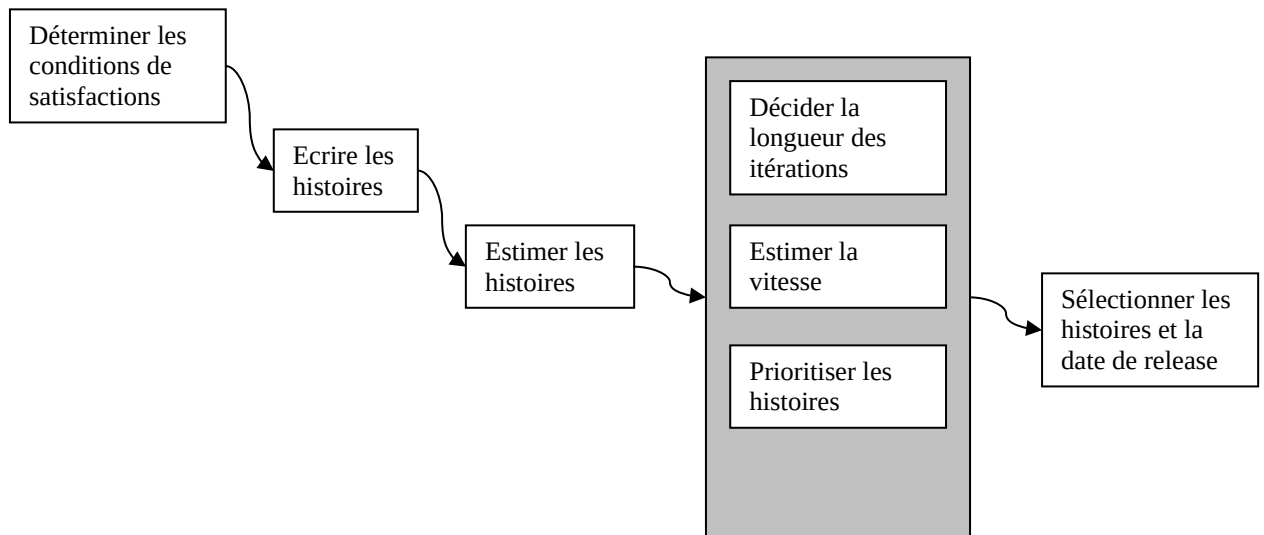 Déterminer les
conditions de
satisfactions
Ecrire les
histoires
Estimer les
histoires
Décider la
longueur des
itérations
Estimer la
vitesse
Prioritiser les
histoires
Sélectionner les
histoires et la
date de release